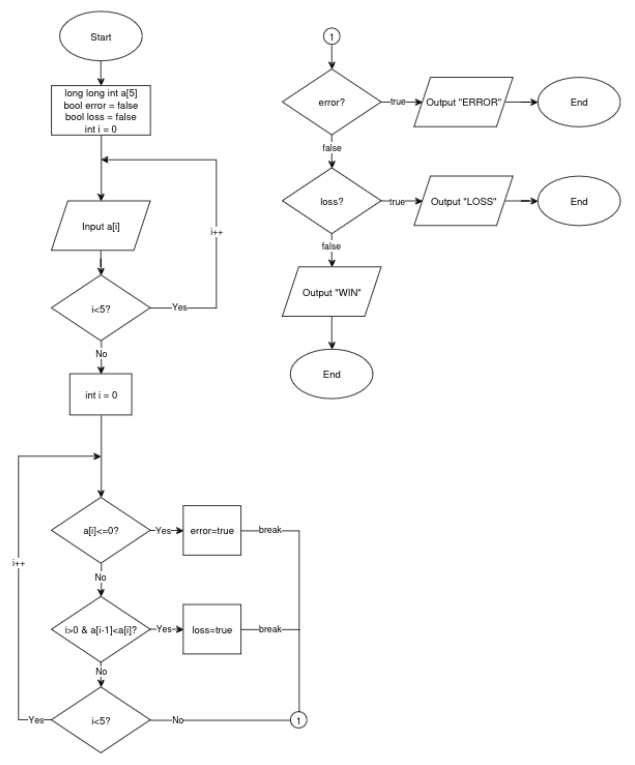 Start
long long int a[5]
bool error = false
bool loss = false
int i = 0
Input a[i]
i++
i<5?
Yes
No
int i = 0
i++
a[i]<=0?
Yes
error=true
break
No
i>0 & a[i-1]<a[i]?
Yes
loss=true
break
No
i<5?
Yes
No
1
1
error?
true
Output "ERROR"
End
false
loss?
true
Output "LOSS"
End
false
Output "WIN"
End